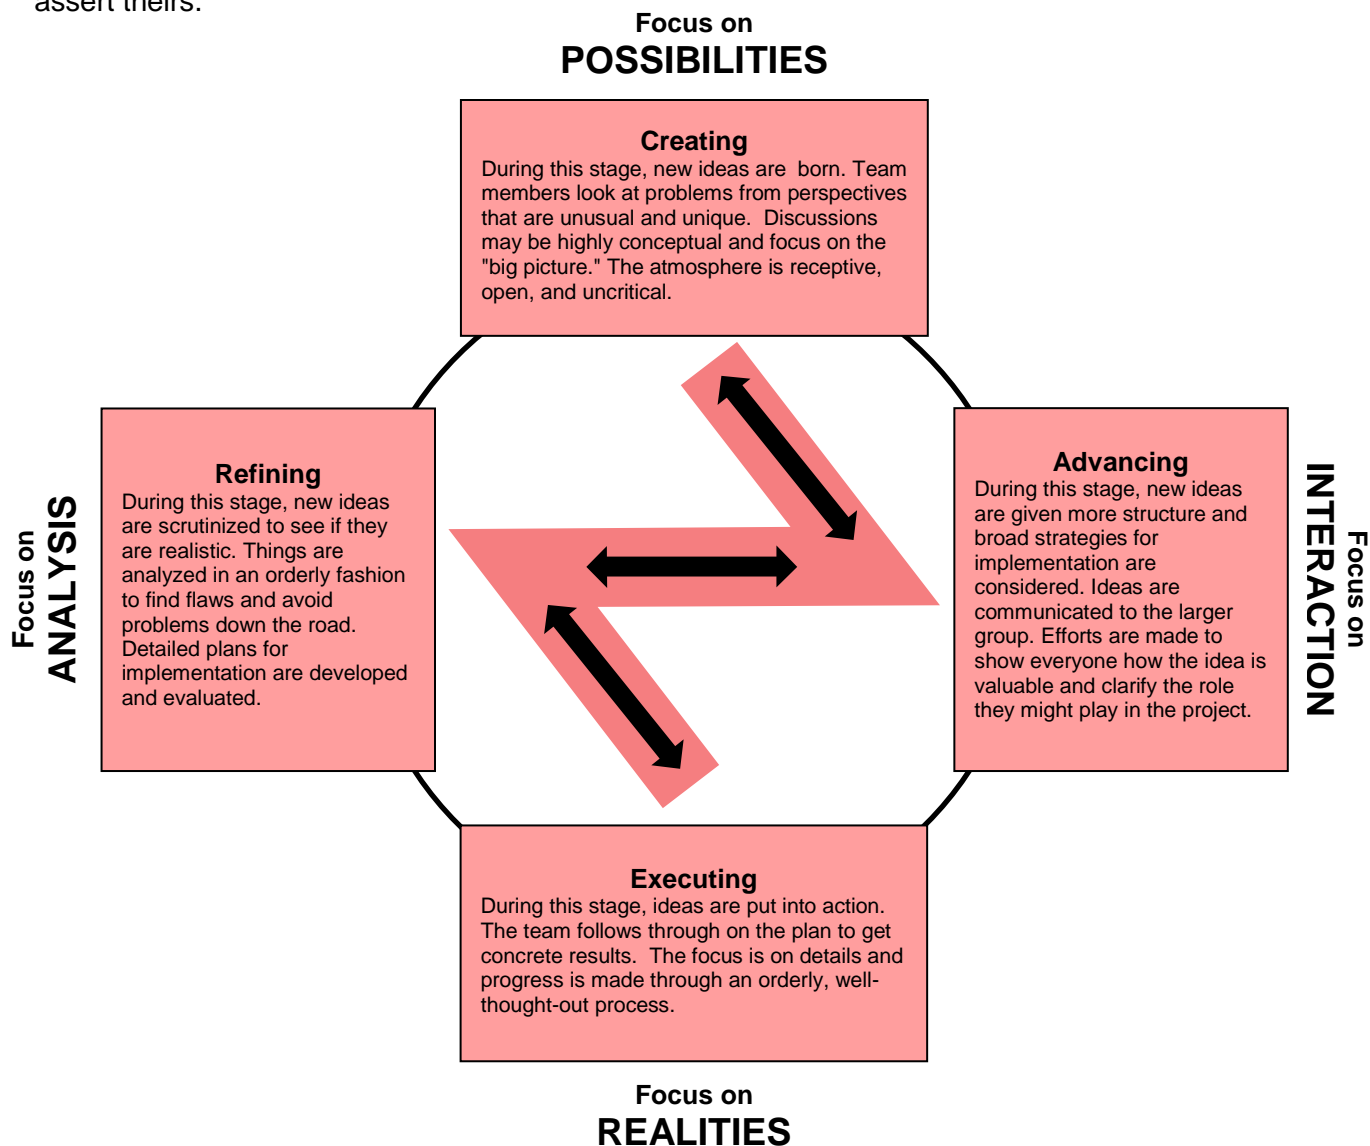 assert theirs.
Focus on
POSSIBILITIES
Creating
During this stage, new ideas are  born. Team
members look at problems from perspectives
that are unusual and unique.  Discussions
may be highly conceptual and focus on the
"big picture." The atmosphere is receptive,
open, and uncritical.
Focus on
ANALYSIS
Refining
During this stage, new ideas
are scrutinized to see if they
are realistic. Things are
analyzed in an orderly fashion
to find flaws and avoid
problems down the road.
Detailed plans for
implementation are developed
and evaluated.
Advancing
During this stage, new ideas
are given more structure and
broad strategies for
implementation are
considered. Ideas are
communicated to the larger
group. Efforts are made to
show everyone how the idea is
valuable and clarify the role
they might play in the project.
Focus on
INTERACTION
Executing
During this stage, ideas are put into action.
The team follows through on the plan to get
concrete results.  The focus is on details and
progress is made through an orderly, well-
thought-out process.
Focus on
REALITIES